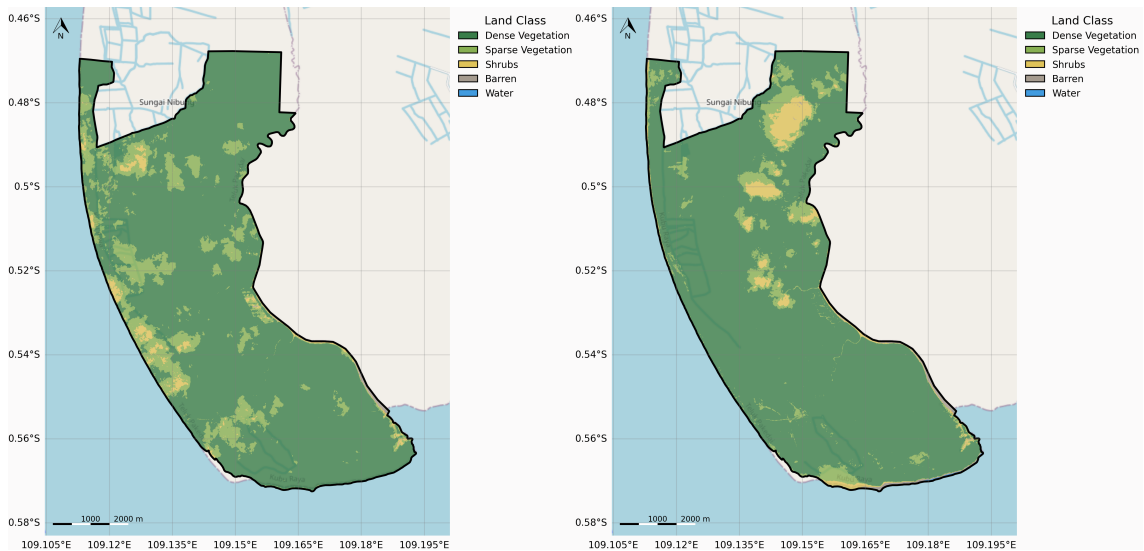 0.46°S
0.48°S
0.5°S
0.52°S
0.54°S
0.56°S
0.58°S
109.105°E 109.12°E 109.135°E 109.15°E 109.165°E 109.18°E 109.195°E
N
Sungai Nibu
1000 2000 m
Land Class
Dense Vegetation
Sparse Vegetation
Shrubs
Barren
Water
0.46°S
0.48°S
0.5°S
0.52°S
0.54°S
0.56°S
0.58°S
109.105°E 109.12°E 109.135°E 109.15°E 109.165°E 109.18°E 109.195°E
N
Sungai Nibu
1000 2000 m
Land Class
Dense Vegetation
Sparse Vegetation
Shrubs
Barren
Water